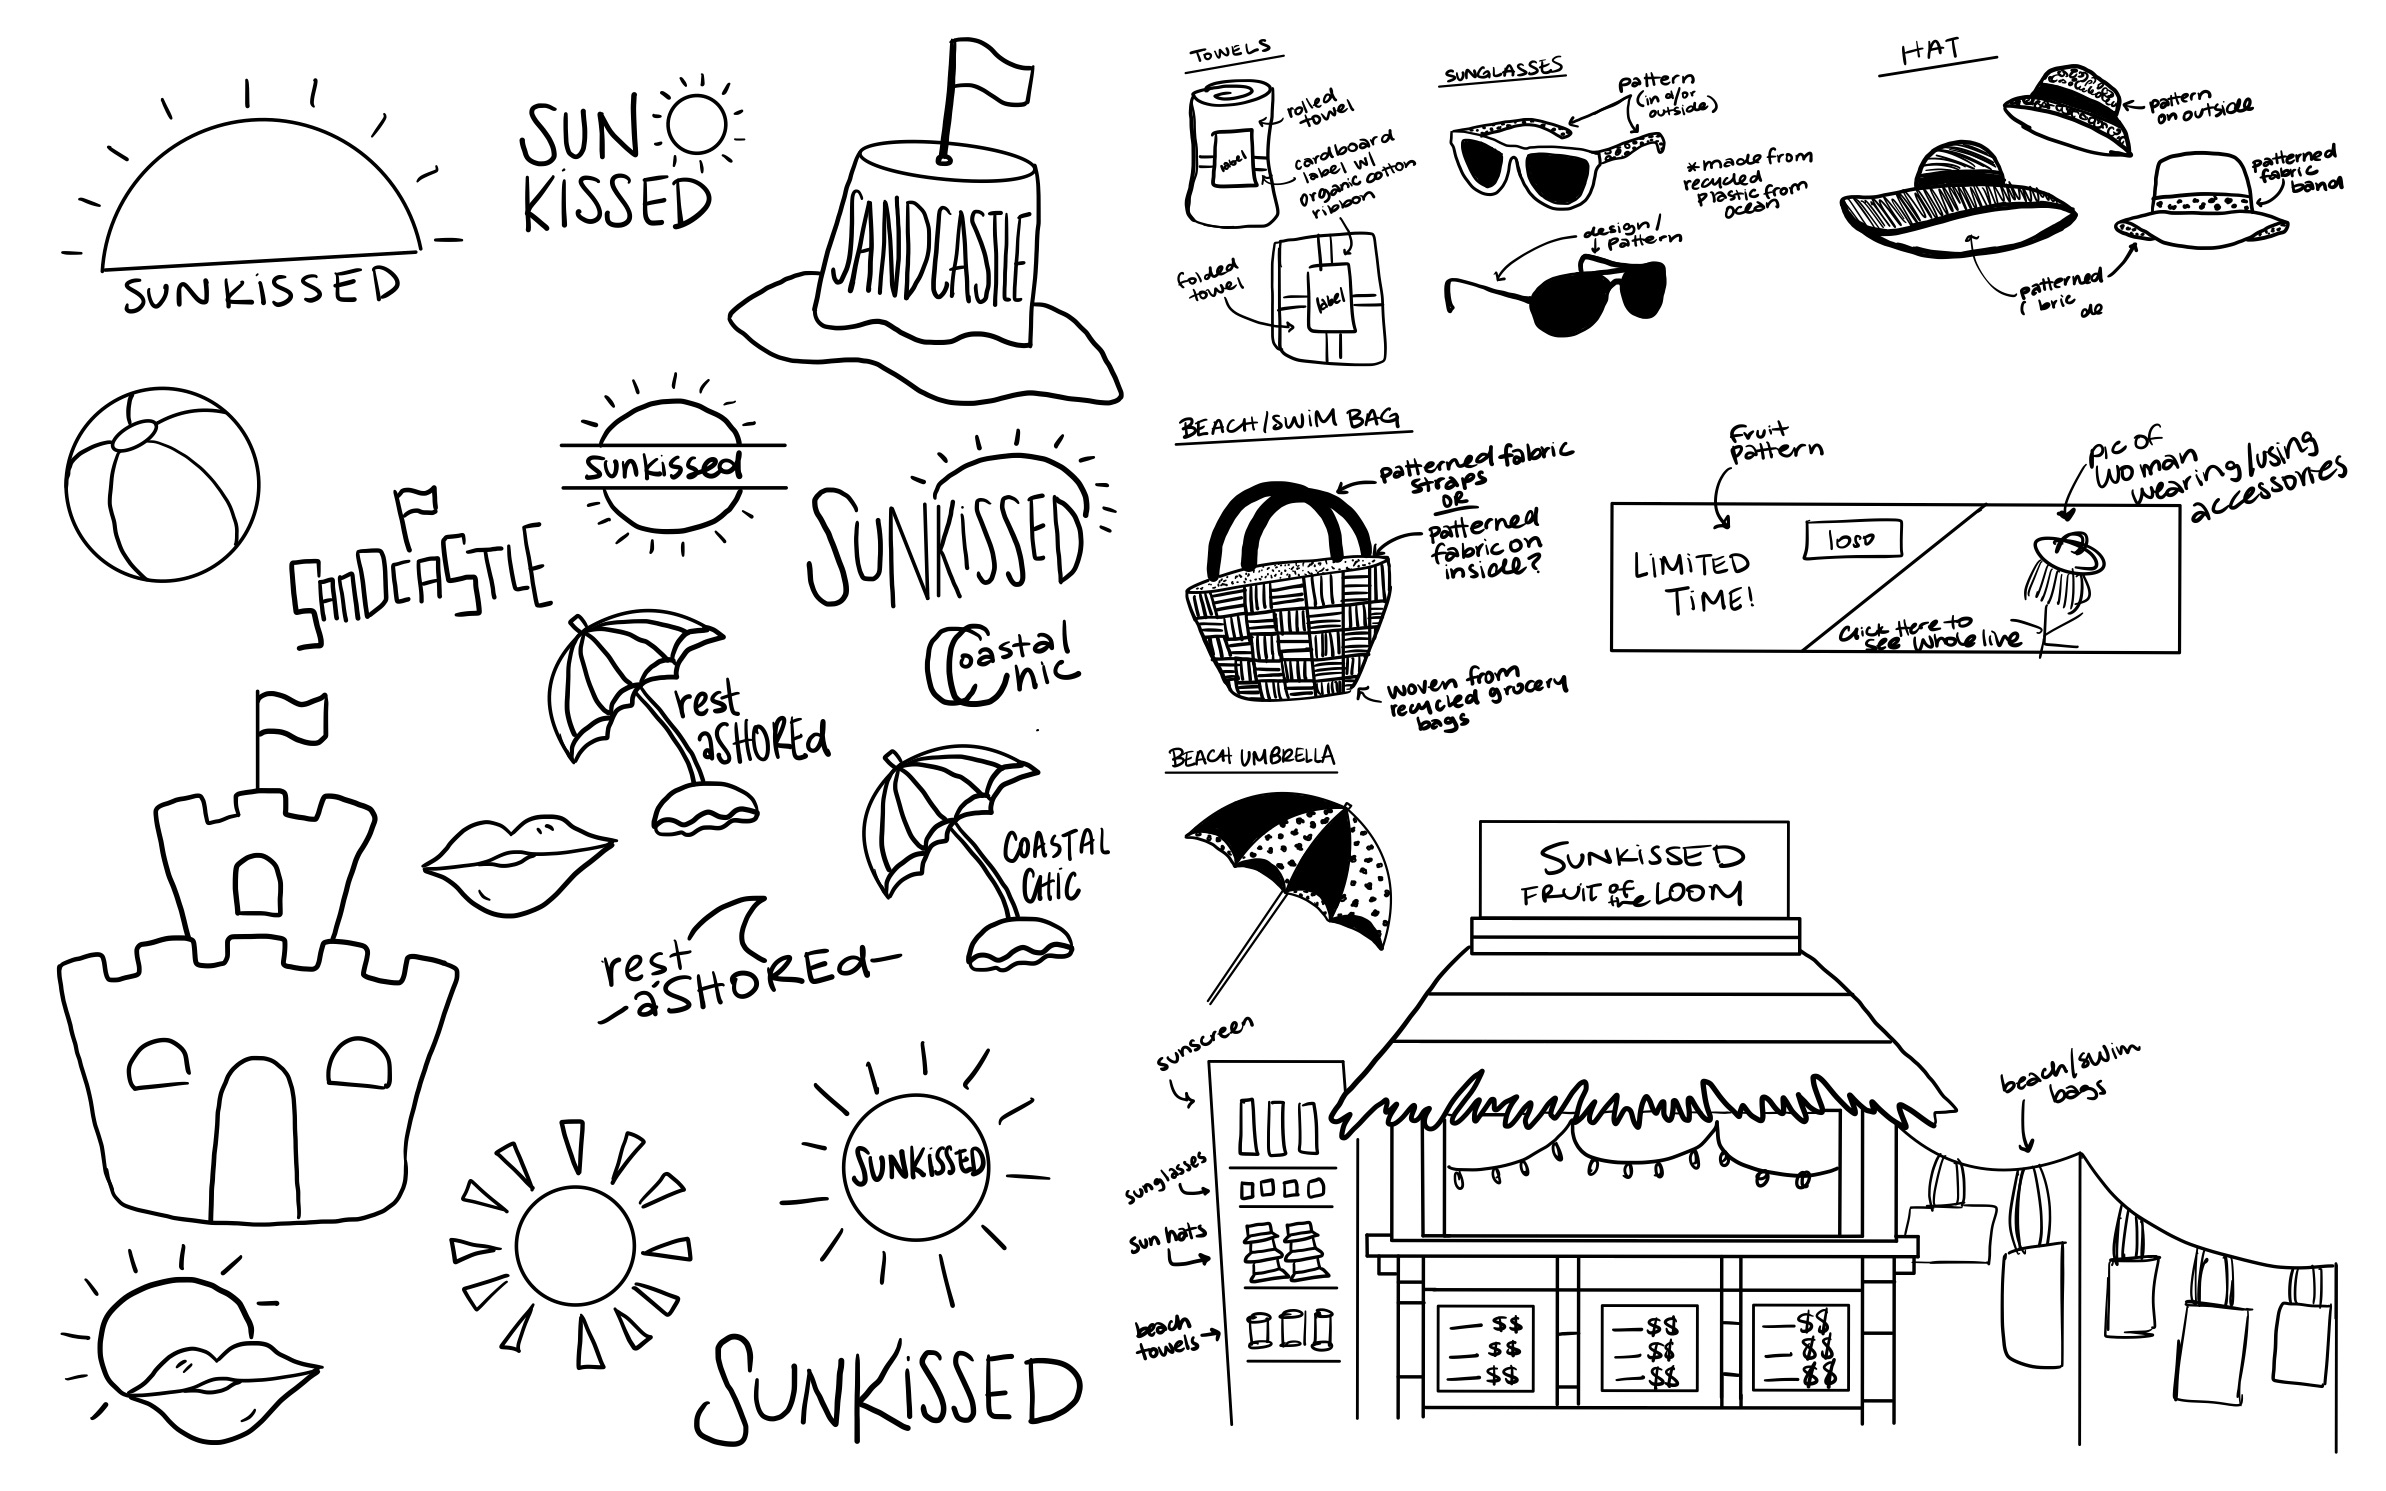 SUNKISSED
SUN
KISSED
SANDCASTLE
sunkissed
SANDCASTLE
SUNKISSED
rest
aSHOREd
Coastal
Chic
COASTAL
CHIC
rest
-aSHOREd-
SUNKISSED
SUNKISSED
TOWELS
rolled
towel
label
cardboard
label w/
organic cotton
ribbon
folded
towel
label
SUNGLASSES
pattern
(in d/or
outside)
*made from
recycled
plastic from
ocean
design/
pattern
HAT
pattern
on outside
patterned
fabric
band
patterned
BEACH/SWIM BAG
patterned fabric
straps
OR
patterned
fabric on
inside?
woven from
recycled grocery
bags
fruit
pattern
pic of
woman
wearing/using
accessories
LIMITED
TIME!
logo
Click Here to
see whole line
BEACH UMBRELLA
SUNKISSED
FRUIT of the LOOM
sunscreen
sunglasses
sun hats
beach
towels
beach/swim
bags
— $$
— $$
— $$
— $$
— $$
— $$
— $$
— $$
— $$